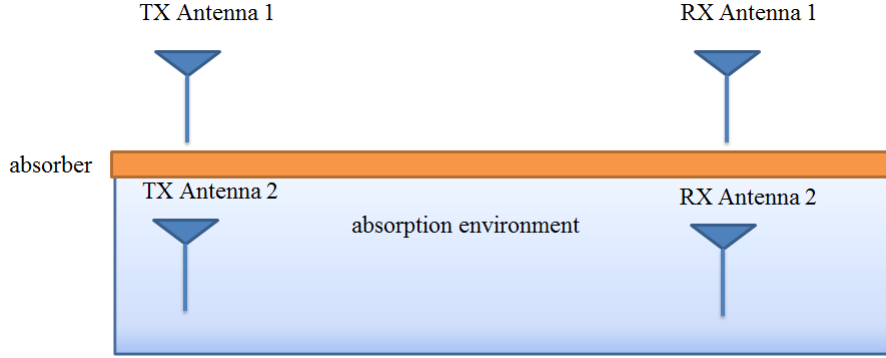 TX Antenna 1
RX Antenna 1
absorber
TX Antenna 2
RX Antenna 2
absorption environment